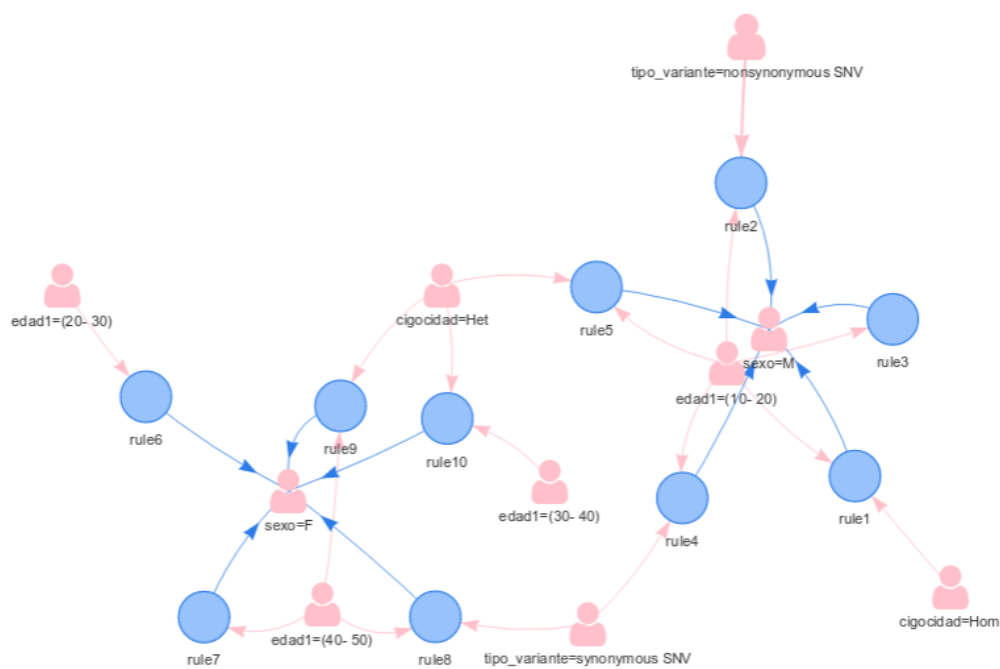 tipo_variante=nonsynonymous SNV
rule2
edad1=(20- 30)
cigocidad=Het
rule5
sexo=M
rule3
edad1=(10- 20)
rule6
rule9
rule10
edad1=(30- 40)
rule1
sexo=F
rule4
cigocidad=Hom
edad1=(40- 50)
rule7
rule8
tipo_variante=synonymous SNV